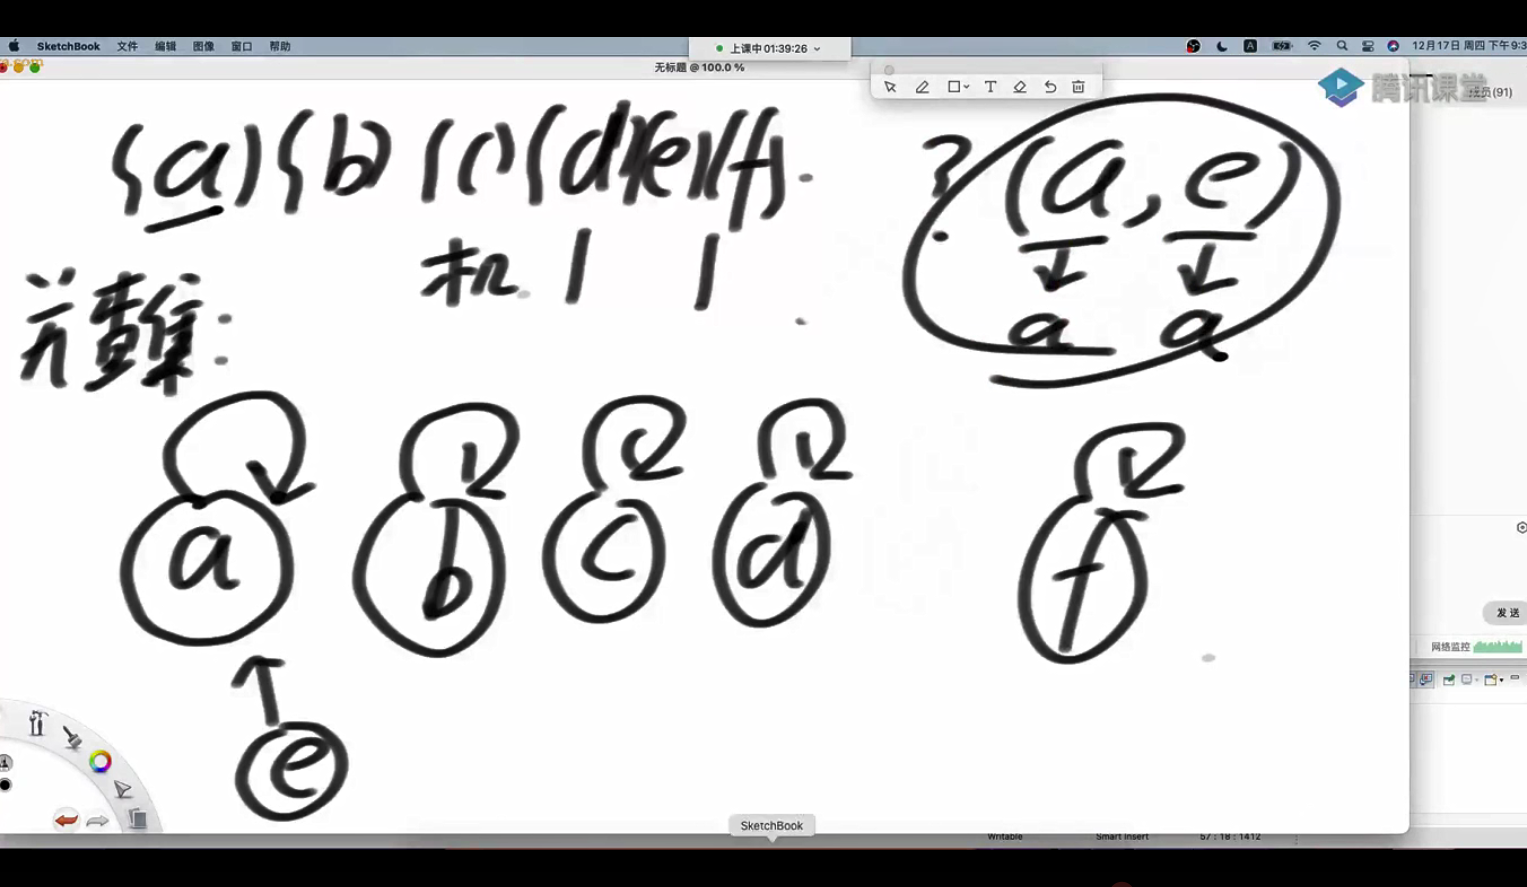 SketchBook 文件 编辑 图像 窗口 帮助
上课中 01:39:26
12月17日 周四 下午9:3
无标题 @ 100.0 %
腾讯课堂
成员(91)
{a} {b} {c} {d} {e} {f}
? (a, e)
a a
并查集:
a b c d f
e
发送
网络监控
SketchBook
Writable Smart Insert 57 : 18 : 1412